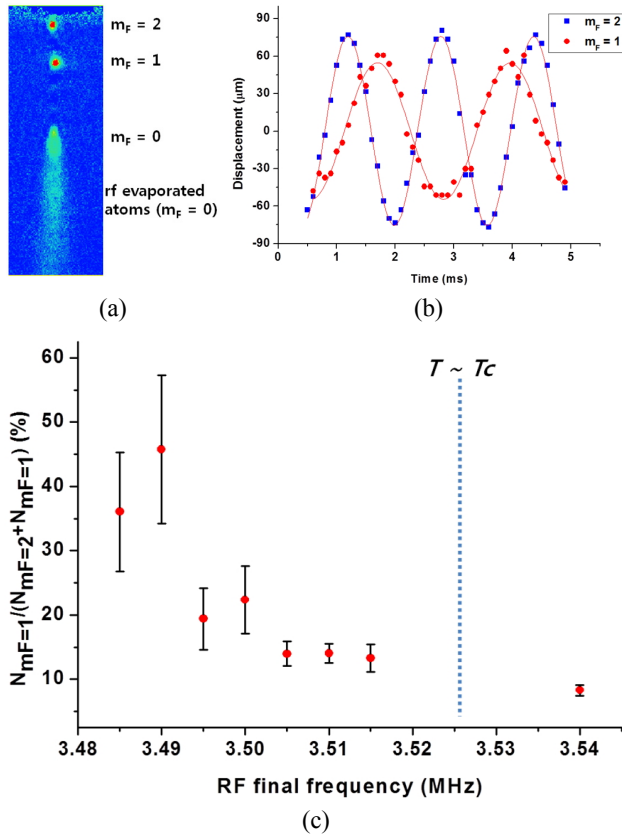 m_F = 2
m_F = 1
m_F = 0
rf evaporated
atoms (m_F = 0)
(a)
90
60
30
0
-30
-60
-90
Displacement (μm)
m_F = 2
m_F = 1
0 1 2 3 4 5
Time (ms)
(b)
60
50
40
30
20
10
N_mF=1/(N_mF=2+N_mF=1) (%)
T ~ Tc
3.48 3.49 3.50 3.51 3.52 3.53 3.54
RF final frequency (MHz)
(c)